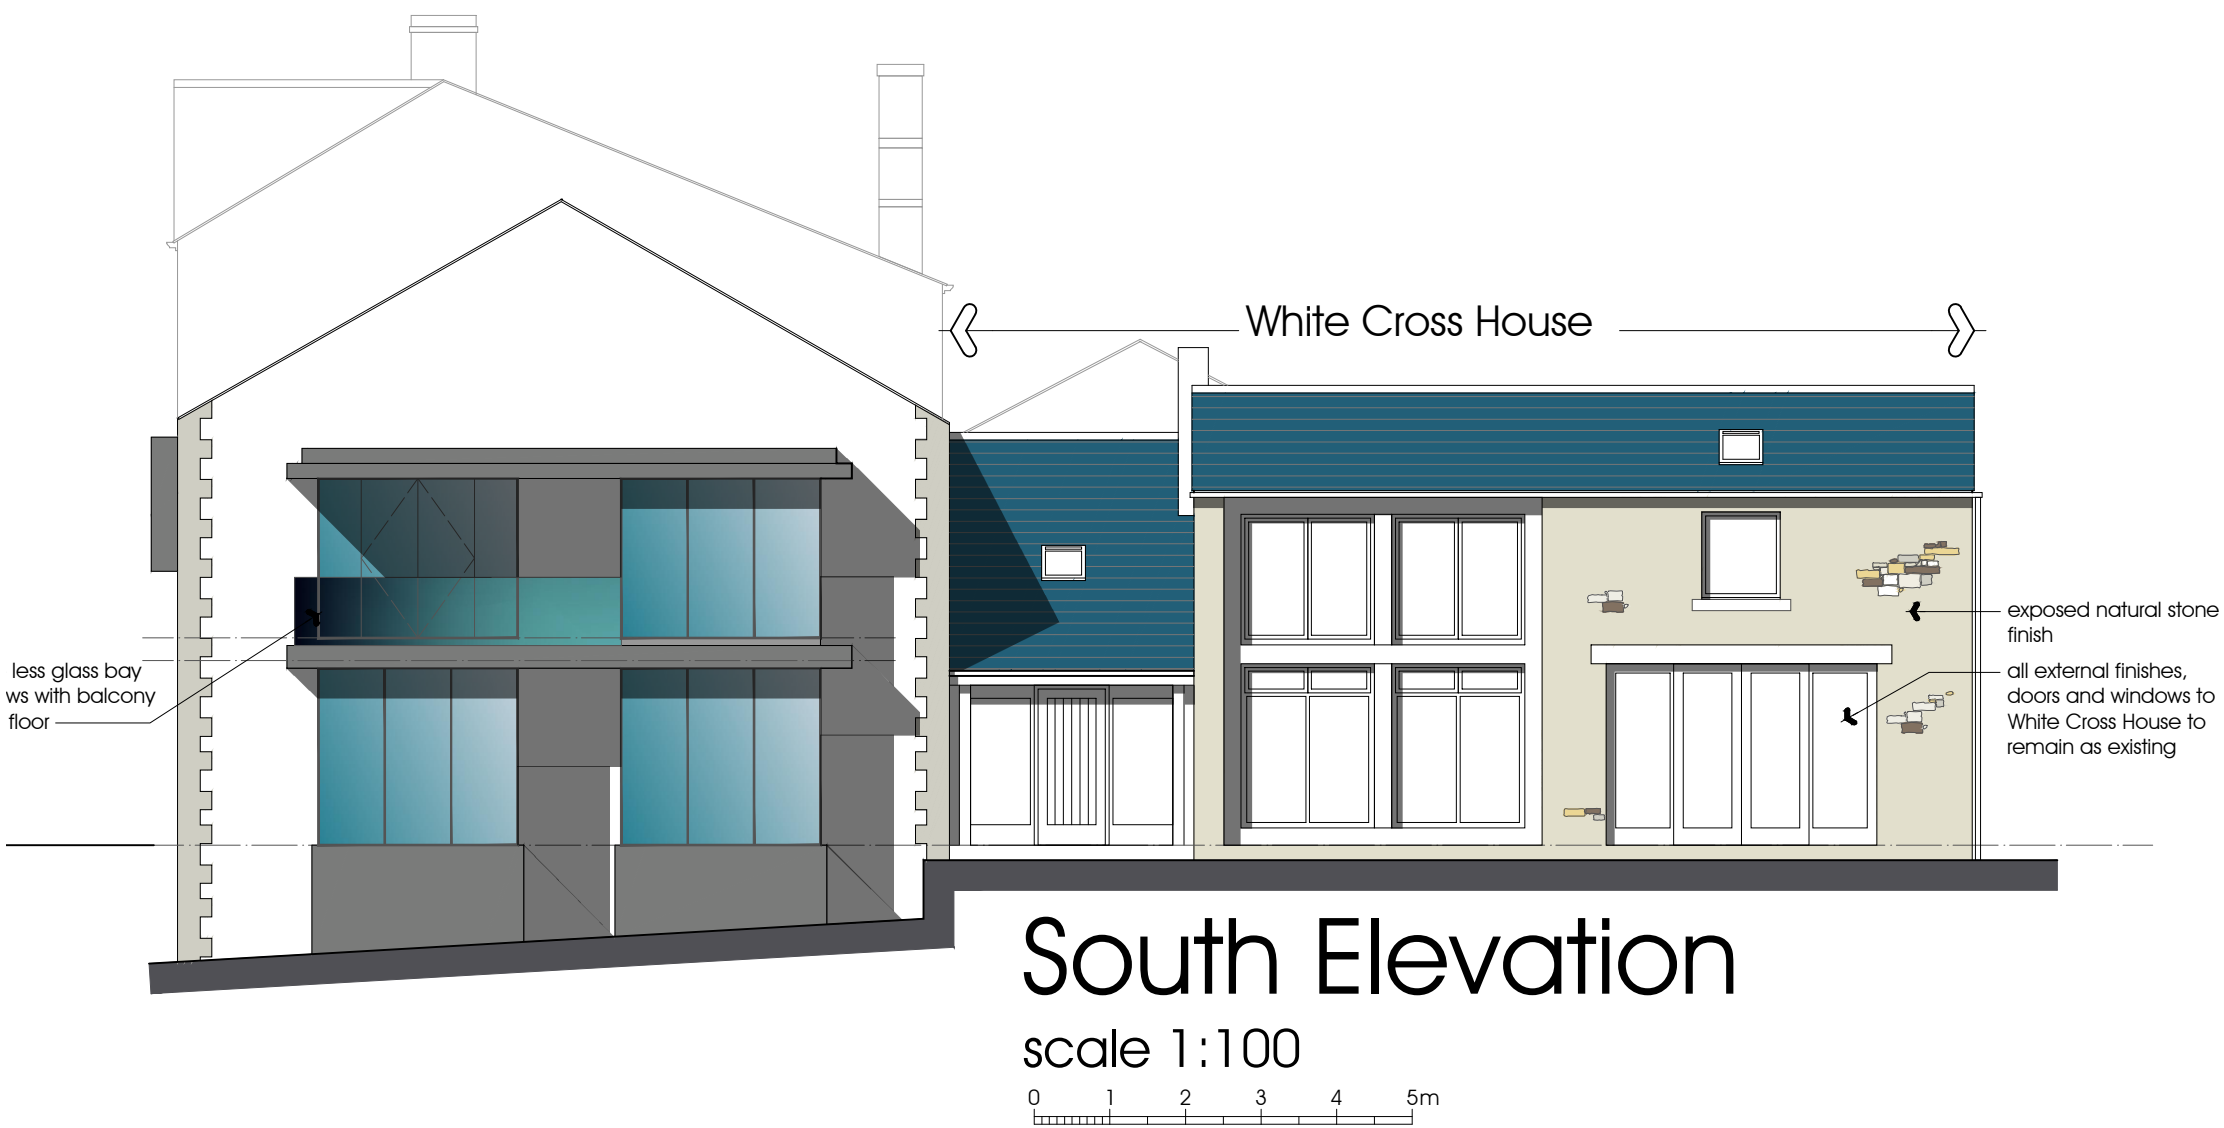 White Cross House
exposed natural stone
finish
all external finishes,
doors and windows to
White Cross House to
remain as existing
less glass bay
ws with balcony
floor
South Elevation
scale 1:100
0 1 2 3 4 5m